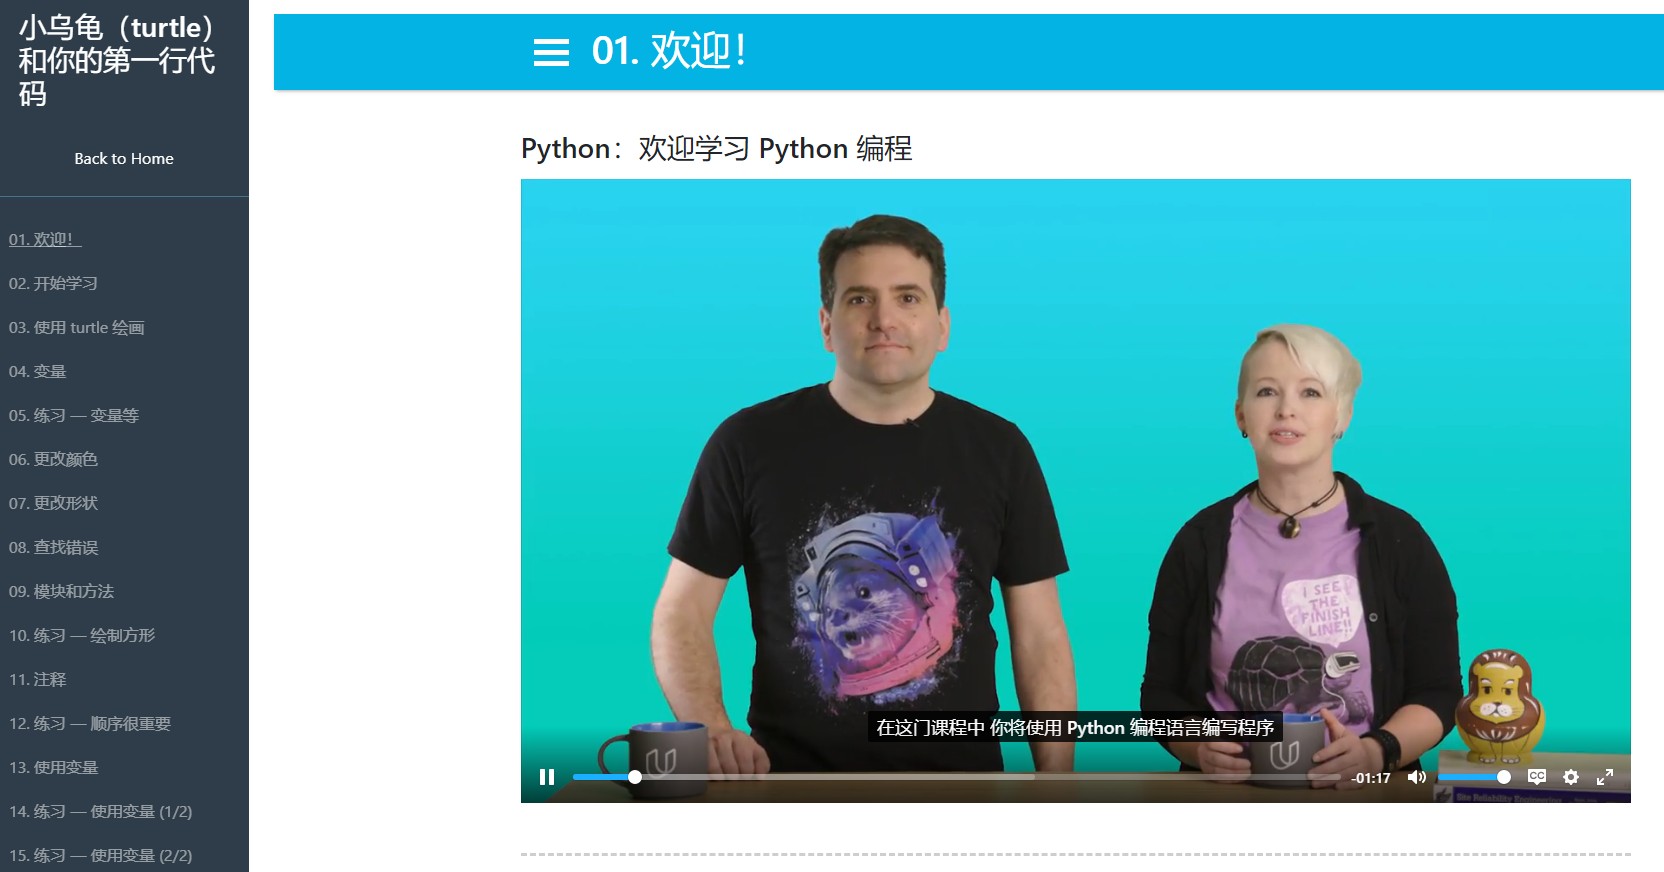 小乌龟（turtle）
和你的第一行代
码
Back to Home
01. 欢迎！
02. 开始学习
03. 使用 turtle 绘画
04. 变量
05. 练习 — 变量等
06. 更改颜色
07. 更改形状
08. 查找错误
09. 模块和方法
10. 练习 — 绘制方形
11. 注释
12. 练习 — 顺序很重要
13. 使用变量
14. 练习 — 使用变量 (1/2)
15. 练习 — 使用变量 (2/2)
01. 欢迎！
Python：欢迎学习 Python 编程
I SEE
THE
FINISH
LINE!!
在这门课程中 你将使用 Python 编程语言编写程序
-01:17
CC
Site Reliability Engineering